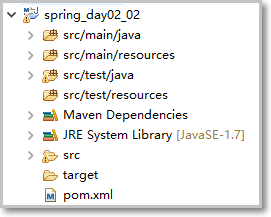 spring_day02_02
src/main/java
src/main/resources
src/test/java
src/test/resources
Maven Dependencies
JRE System Library [JavaSE-1.7]
src
target
pom.xml